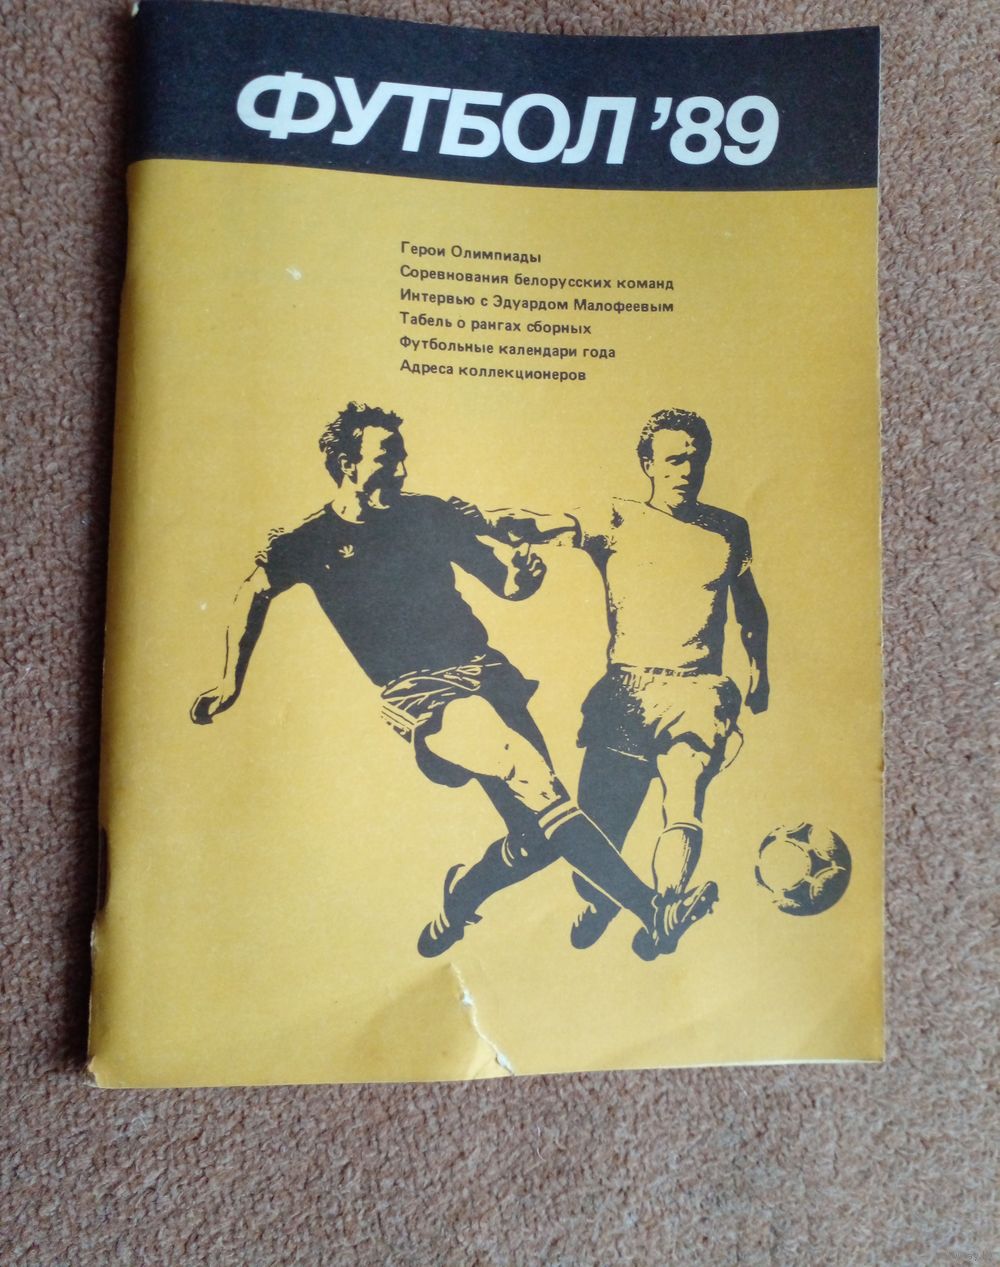 ФУТБОЛ '89
Герои Олимпиады
Соревнования белорусских команд
Интервью с Эдуардом Малофеевым
Табель о рангах сборных
Футбольные календари года
Адреса коллекционеров